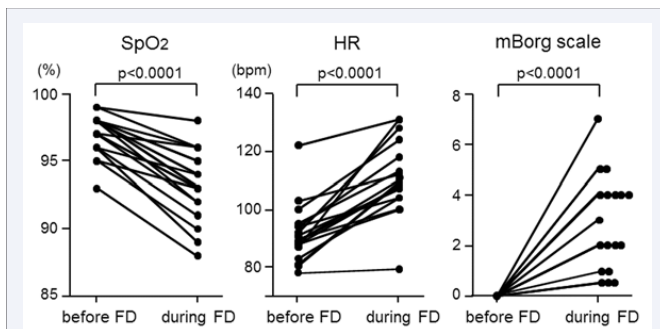 SpO2 HR mBorg scale
(%) p<0.0001 (bpm) p<0.0001 p<0.0001
100 140 8
120 6
95
100 4
90
80 2
85 0
before FD during FD before FD during FD before FD during FD